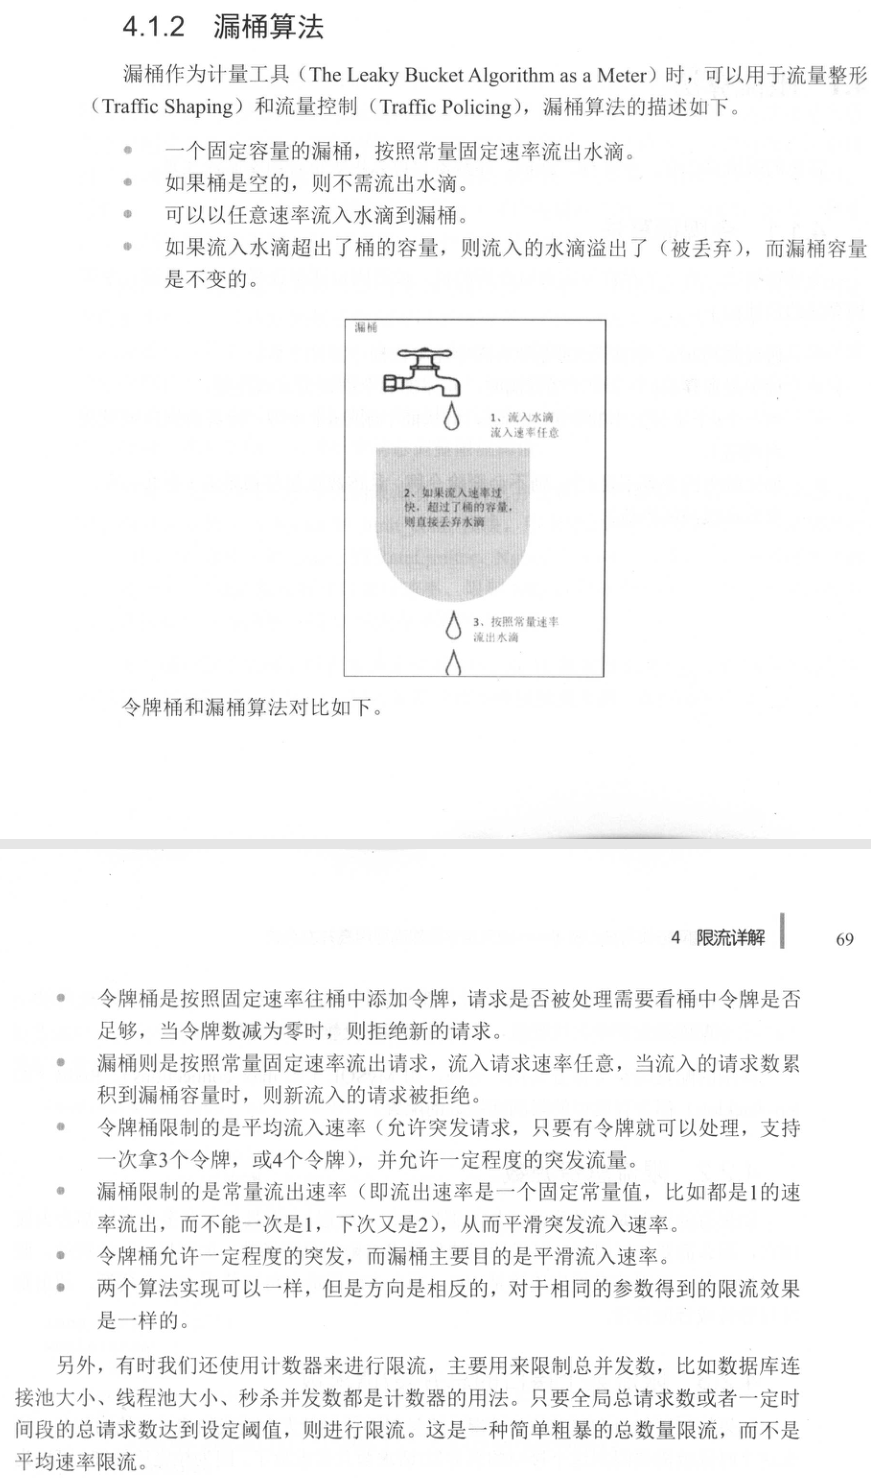 4.1.2 漏桶算法
漏桶作为计量工具（The Leaky Bucket Algorithm as a Meter）时，可以用于流量整形
（Traffic Shaping）和流量控制（Traffic Policing），漏桶算法的描述如下。
一个固定容量的漏桶，按照常量固定速率流出水滴。
如果桶是空的，则不需流出水滴。
可以以任意速率流入水滴到漏桶。
如果流入水滴超出了桶的容量，则流入的水滴溢出了（被丢弃），而漏桶容量
是不变的。
漏桶
1、流入水滴
流入速率任意
2、如果流入速率过
快，超过了桶的容量，
则直接丢弃水滴
3、按照常量速率
流出水滴
令牌桶和漏桶算法对比如下。
4 限流详解 69
令牌桶是按照固定速率往桶中添加令牌，请求是否被处理需要看桶中令牌是否
足够，当令牌数减为零时，则拒绝新的请求。
漏桶则是按照常量固定速率流出请求，流入请求速率任意，当流入的请求数累
积到漏桶容量时，则新流入的请求被拒绝。
令牌桶限制的是平均流入速率（允许突发请求，只要有令牌就可以处理，支持
一次拿3个令牌，或4个令牌），并允许一定程度的突发流量。
漏桶限制的是常量流出速率（即流出速率是一个固定常量值，比如都是1的速
率流出，而不能一次是1，下次又是2），从而平滑突发流入速率。
令牌桶允许一定程度的突发，而漏桶主要目的是平滑流入速率。
两个算法实现可以一样，但是方向是相反的，对于相同的参数得到的限流效果
是一样的。
另外，有时我们还使用计数器来进行限流，主要用来限制总并发数，比如数据库连
接池大小、线程池大小、秒杀并发数都是计数器的用法。只要全局总请求数或者一定时
间段的总请求数达到设定阈值，则进行限流。这是一种简单粗暴的总数量限流，而不是
平均速率限流。